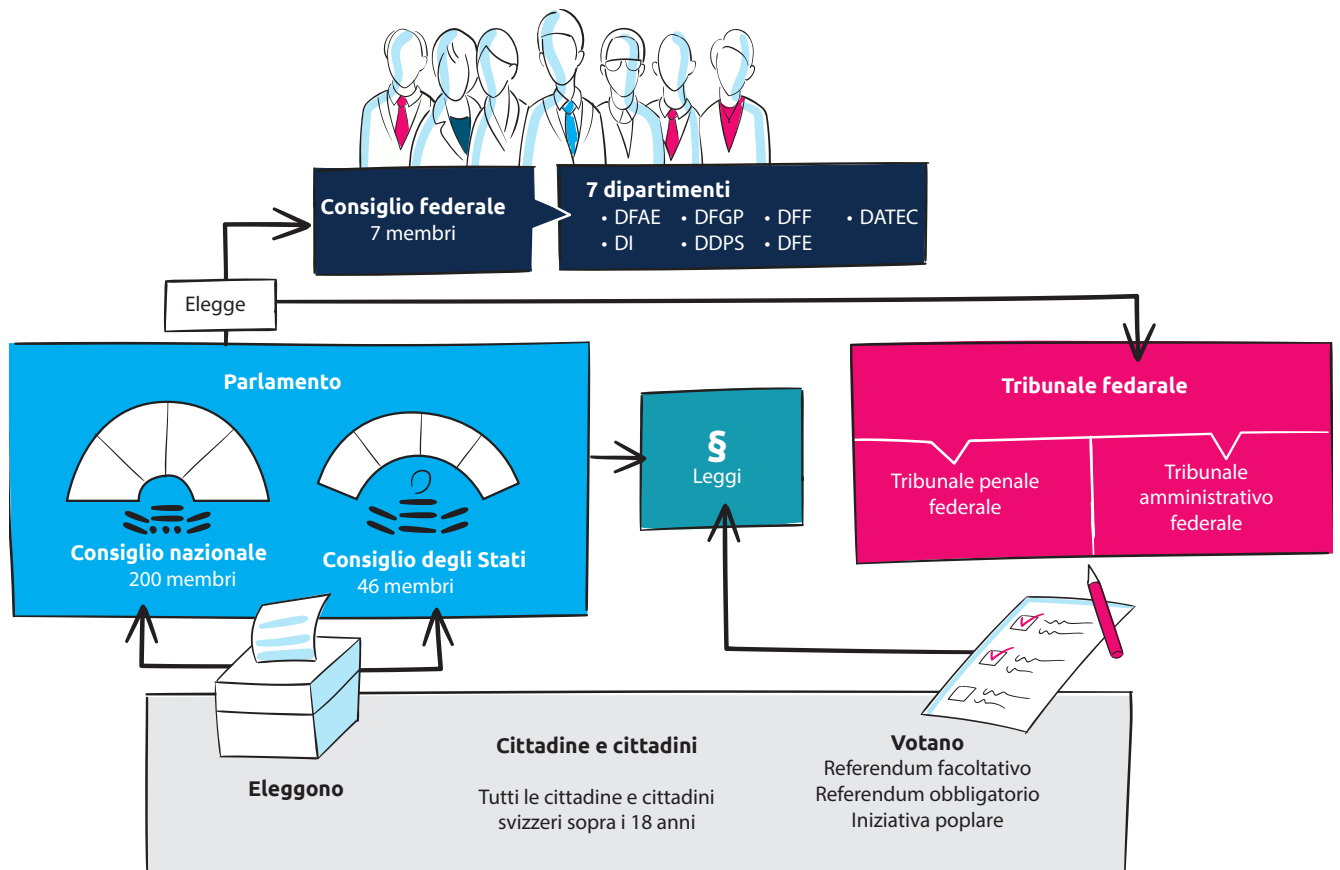 Consiglio federale
7 membri
7 dipartimenti
• DFAE • DFGP • DFF • DATEC
• DI • DDPS • DFE
Elegge
Parlamento
Consiglio nazionale
200 membri
Consiglio degli Stati
46 membri
§
Leggi
Tribunale fedarale
Tribunale penale
federale
Tribunale
amministrativo
federale
Eleggono
Cittadine e cittadini
Tutti le cittadine e cittadini
svizzeri sopra i 18 anni
Votano
Referendum facoltativo
Referendum obbligatorio
Iniziativa poplare